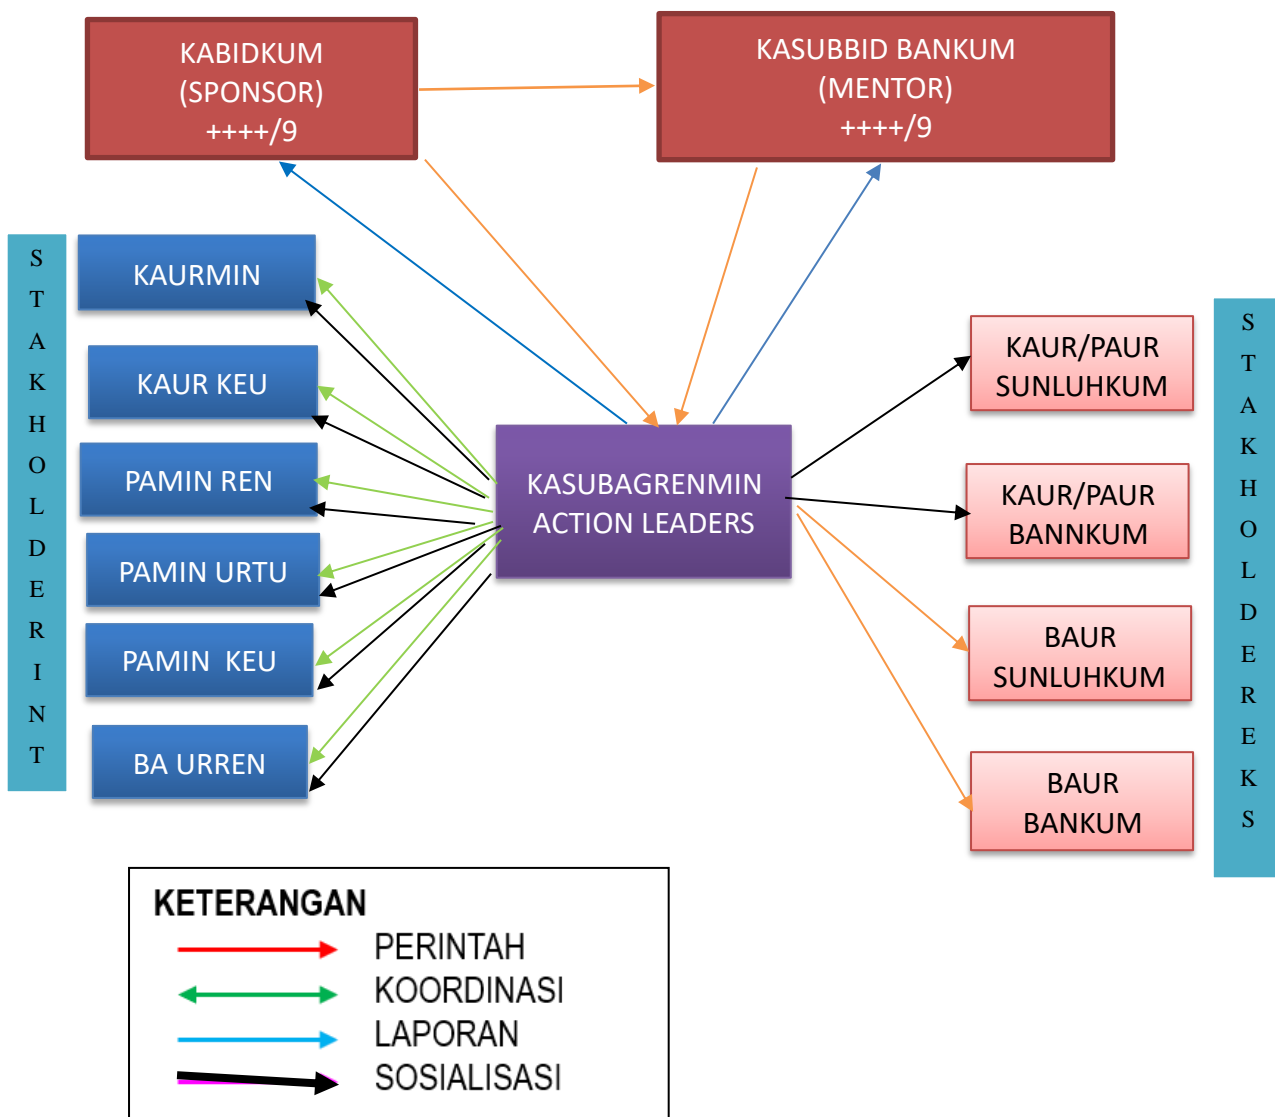 KABIDKUM
(SPONSOR)
++++/9
KASUBBID BANKUM
(MENTOR)
++++/9
S
T
A
K
H
O
L
D
E
R
I
N
T
KAURMIN
KAUR KEU
PAMIN REN
PAMIN URTU
PAMIN KEU
BA URREN
KASUBAGRENMIN
ACTION LEADERS
KAUR/PAUR
SUNLUHKUM
KAUR/PAUR
BANNKUM
BAUR
SUNLUHKUM
BAUR
BANKUM
S
T
A
K
H
O
L
D
E
R
E
K
S
KETERANGAN
PERINTAH
KOORDINASI
LAPORAN
SOSIALISASI